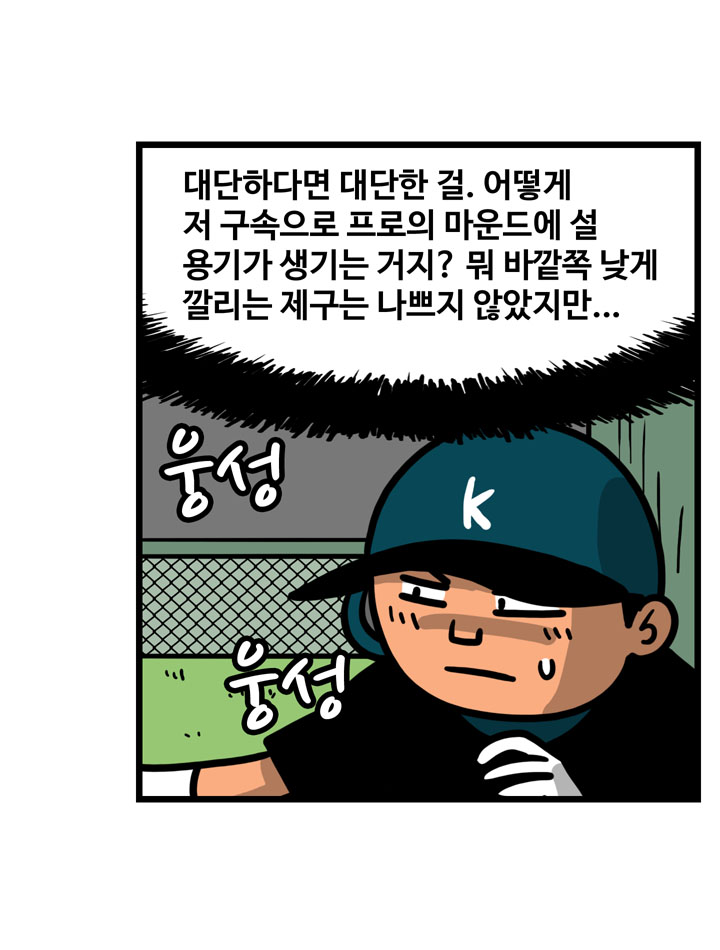 대단하다면 대단한 걸. 어떻게
저 구속으로 프로의 마운드에 설
용기가 생기는 거지? 뭐 바깥쪽 낮게
깔리는 제구는 나쁘지 않았지만...
웅성
K
웅성